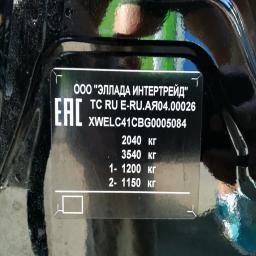 ООО "ЭЛЛАДА ИНТЕРТРЕЙД"
ЕАС
ТС RU E-RU.АЯ04.00026
XWELC41CBG0005084
2040 кг
3540 кг
1- 1200 кг
2- 1150 кг